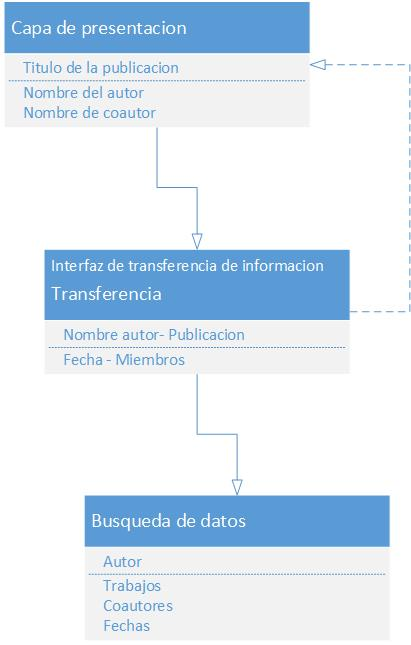 Capa de presentacion
Titulo de la publicacion
Nombre del autor
Nombre de coautor
Interfaz de transferencia de informacion
Transferencia
Nombre autor- Publicacion
Fecha - Miembros
Busqueda de datos
Autor
Trabajos
Coautores
Fechas